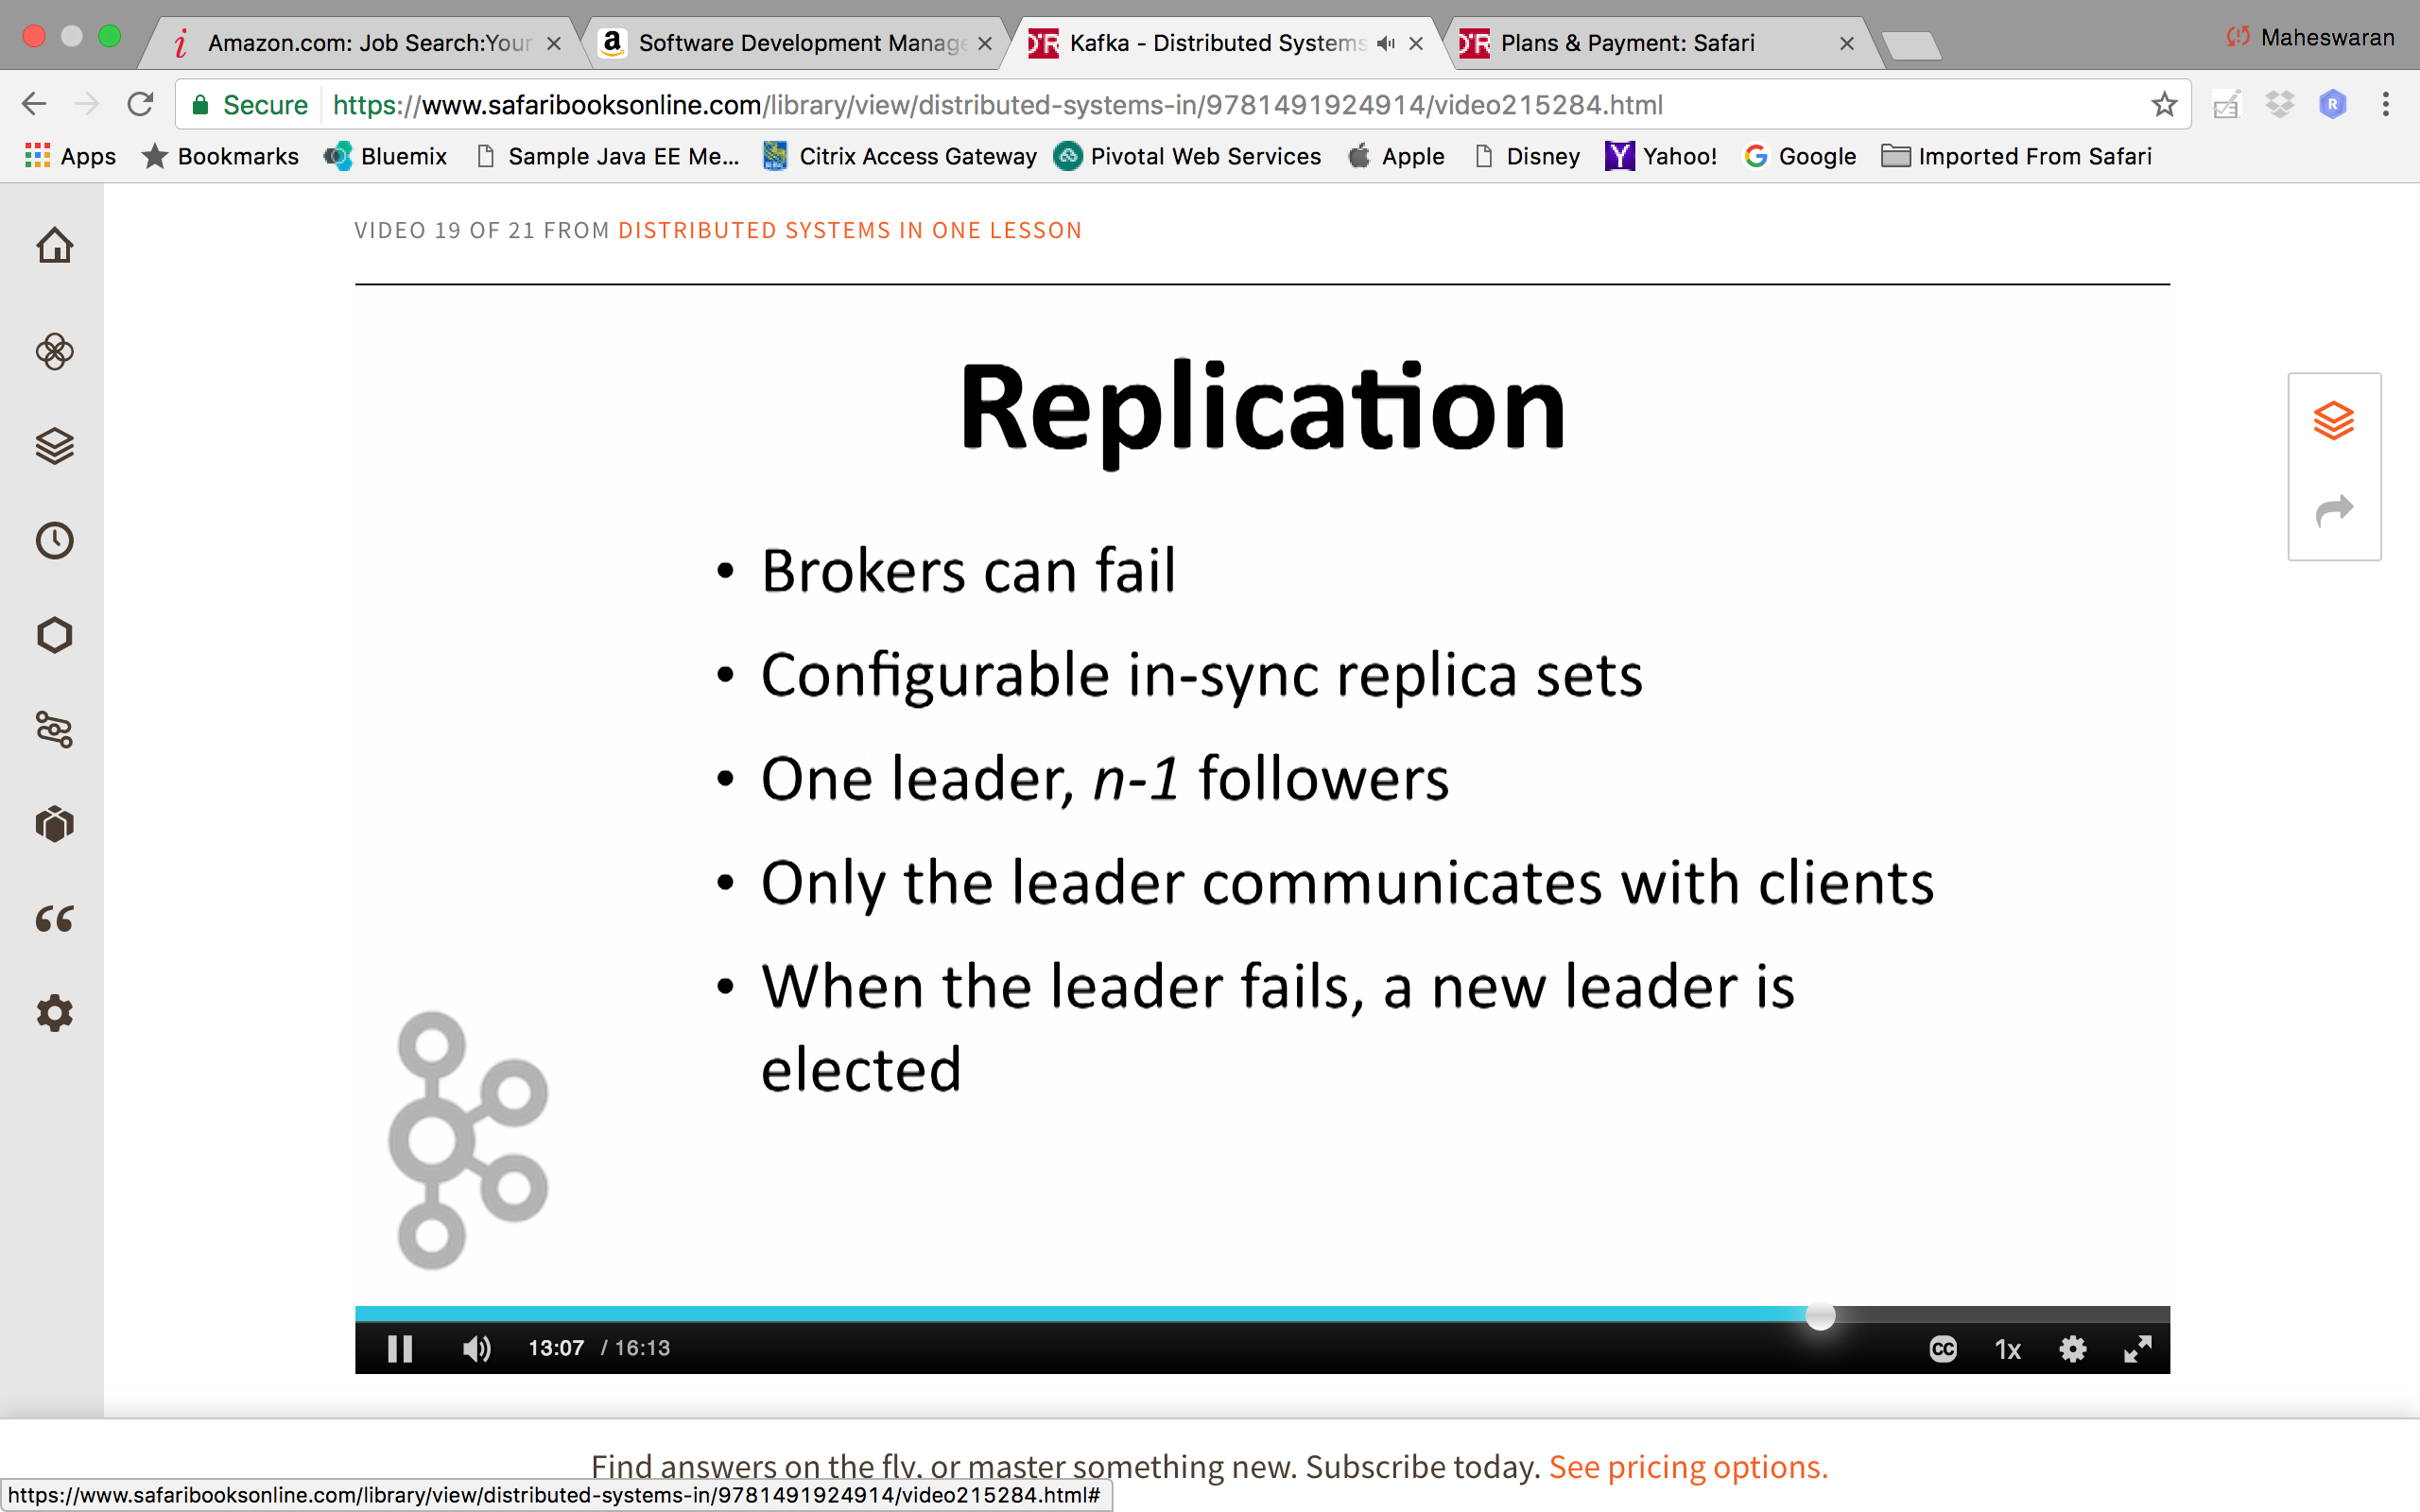 Amazon.com: Job Search:Your
Software Development Manage
Kafka - Distributed Systems
Plans & Payment: Safari
Maheswaran
Secure https://www.safaribooksonline.com/library/view/distributed-systems-in/9781491924914/video215284.html
Apps Bookmarks Bluemix Sample Java EE Me... Citrix Access Gateway Pivotal Web Services Apple Disney Yahoo! Google Imported From Safari
VIDEO 19 OF 21 FROM DISTRIBUTED SYSTEMS IN ONE LESSON
Replication
• Brokers can fail
• Configurable in-sync replica sets
• One leader, n-1 followers
• Only the leader communicates with clients
• When the leader fails, a new leader is
elected
13:07 / 16:13
CC 1x
Find answers on the fly, or master something new. Subscribe today. See pricing options.
https://www.safaribooksonline.com/library/view/distributed-systems-in/9781491924914/video215284.html#